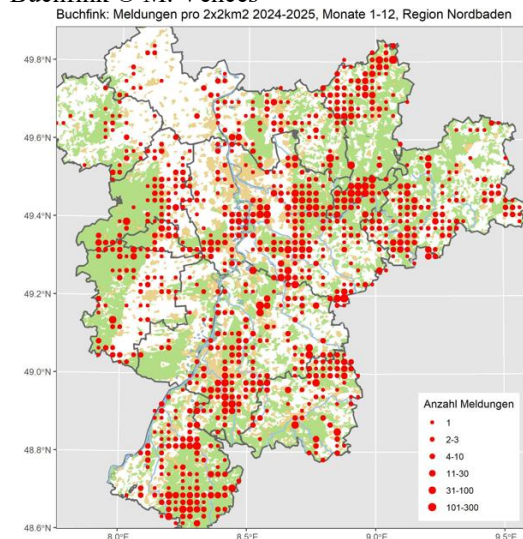 Buchfink © M. Venees
Buchfink: Meldungen pro 2x2km2 2024-2025, Monate 1-12, Region Nordbaden
49.8°N
49.6°N
49.4°N
49.2°N
49.0°N
48.8°N
48.6°N
8.0°E
8.5°E
9.0°E
9.5°E
Anzahl Meldungen
1
2-3
4-10
11-30
31-100
101-300